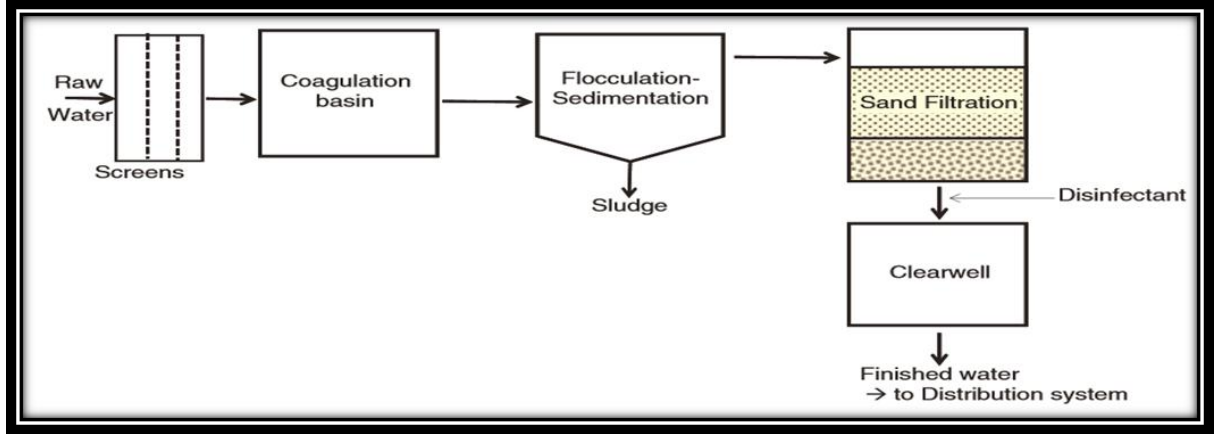 Raw
Water
Screens
Coagulation
basin
Flocculation-
Sedimentation
Sludge
Sand Filtration
Disinfectant
Clearwell
Finished water
→ to Distribution system